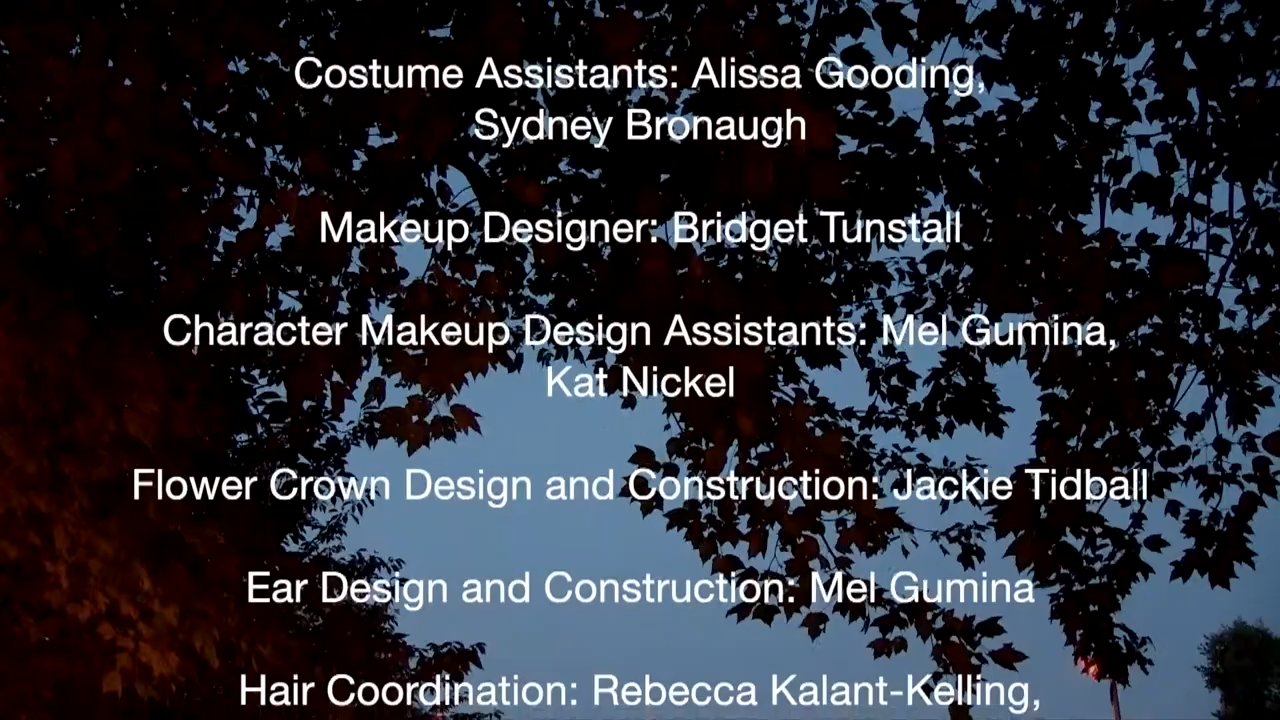 Costume Assistants: Alissa Gooding,
Sydney Bronaugh
Makeup Designer: Bridget Tunstall
Character Makeup Design Assistants: Mel Gumina,
Kat Nickel
Flower Crown Design and Construction: Jackie Tidball
Ear Design and Construction: Mel Gumina
Hair Coordination: Rebecca Kalant-Kelling,